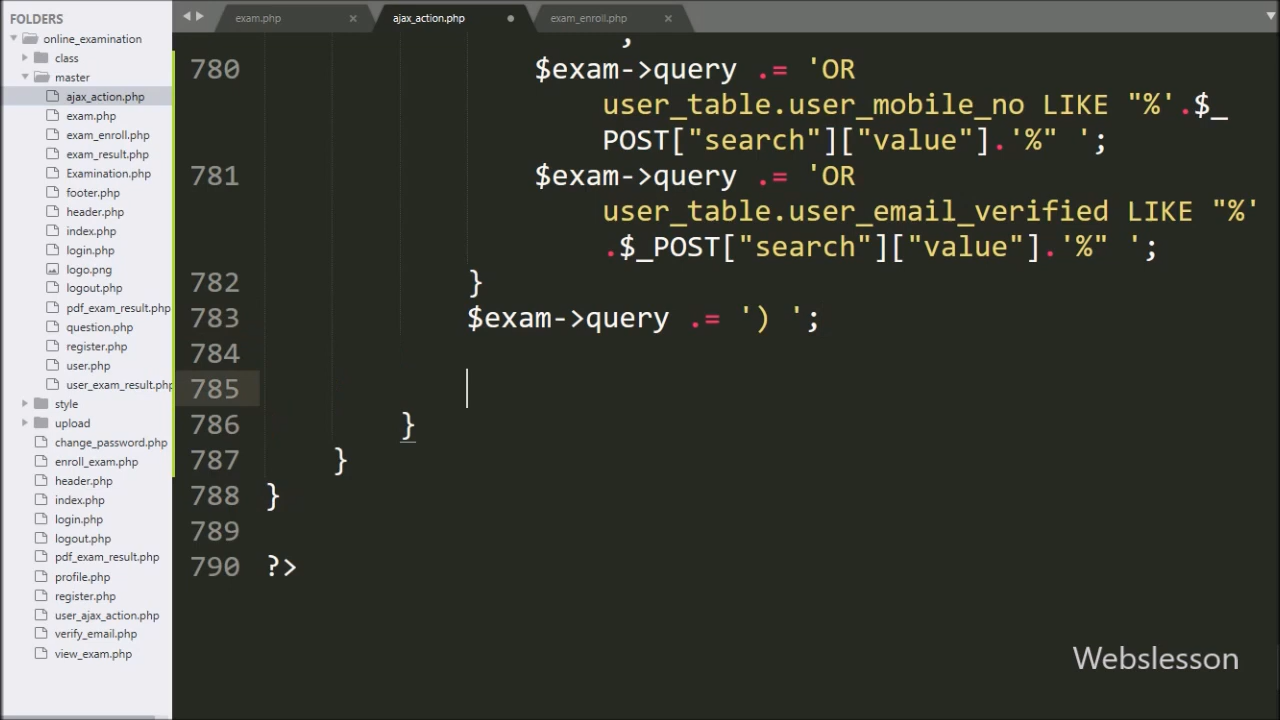 FOLDERS
online_examination
class
master
ajax_action.php
exam.php
exam_enroll.php
exam_result.php
Examination.php
footer.php
header.php
index.php
login.php
logo.png
logout.php
pdf_exam_result.php
question.php
register.php
user.php
user_exam_result.php
style
upload
change_password.php
enroll_exam.php
header.php
index.php
login.php
logout.php
pdf_exam_result.php
profile.php
register.php
user_ajax_action.php
verify_email.php
view_exam.php
exam.php ajax_action.php exam_enroll.php
;
780 $exam->query .= 'OR
user_table.user_mobile_no LIKE "%'.$_
POST["search"]["value"].'%" ';
781 $exam->query .= 'OR
user_table.user_email_verified LIKE "%'
.$_POST["search"]["value"].'%" ';
782 }
783 $exam->query .= ') ';
784
785
786 }
787 }
788 }
789
790 ?>
Webslesson